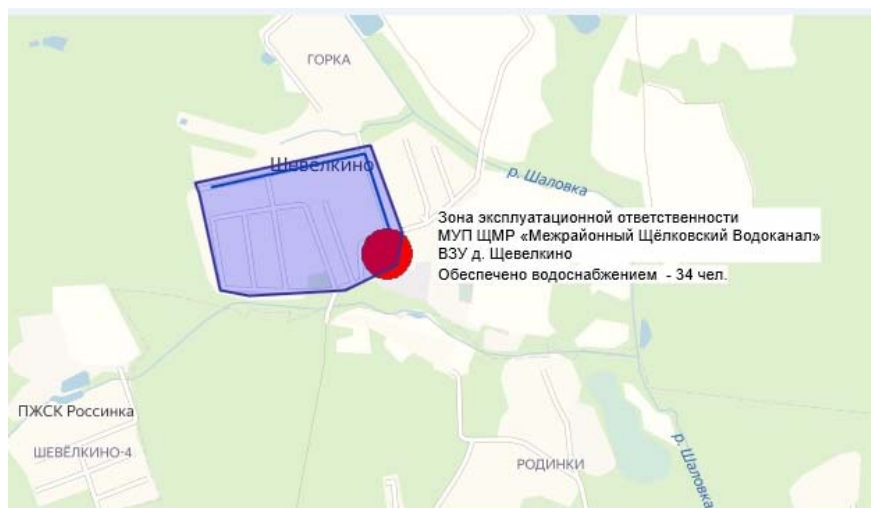 ГОРКА
Щевелкино
р. Шаловка
Зона эксплуатационной ответственности
МУП ЩМР «Межрайонный Щёлковский Водоканал»
ВЗУ д. Щевелкино
Обеспечено водоснабжением - 34 чел.
ПЖСК Россинка
ШЕВЁЛКИНО-4
РОДИНКИ
р. Шаловка